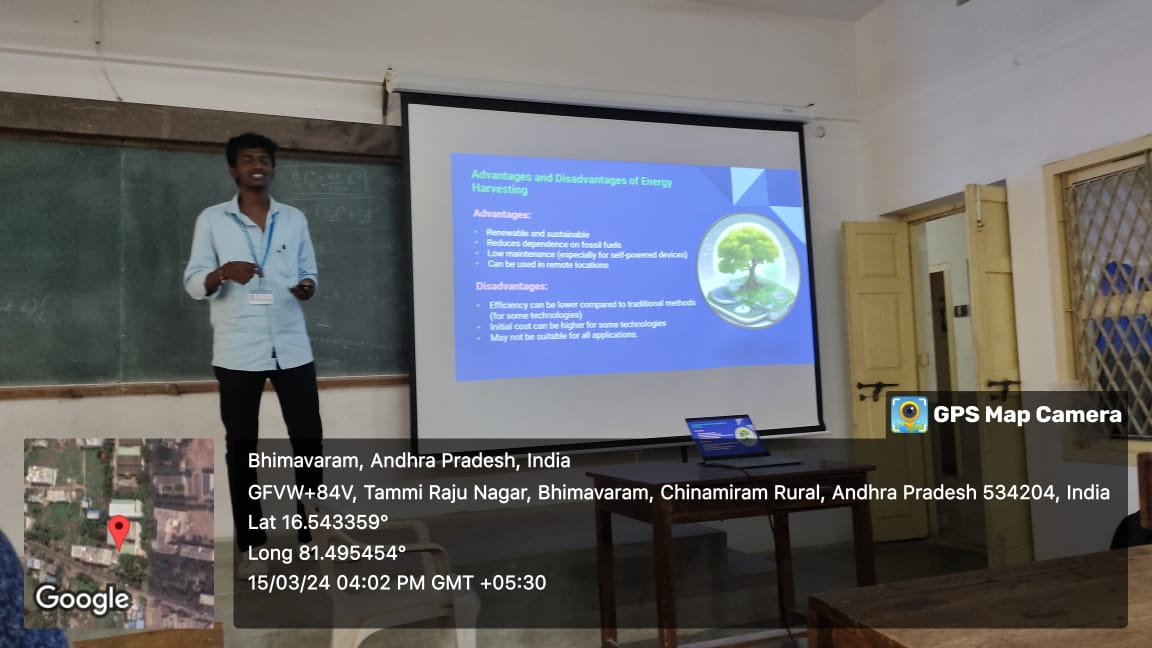 Advantages and Disadvantages of Energy
Harvesting
Advantages:
• Renewable and sustainable
• Reduces dependence on fossil fuels
• Low maintenance (especially for self-powered devices)
• Can be used in remote locations
Disadvantages:
• Efficiency can be lower compared to traditional methods
(for some technologies)
• Initial cost can be higher for some technologies
• May not be suitable for all applications.
GPS Map Camera
Bhimavaram, Andhra Pradesh, India
GFVW+84V, Tammi Raju Nagar, Bhimavaram, Chinamiram Rural, Andhra Pradesh 534204, India
Lat 16.543359°
Long 81.495454°
15/03/24 04:02 PM GMT +05:30
Google